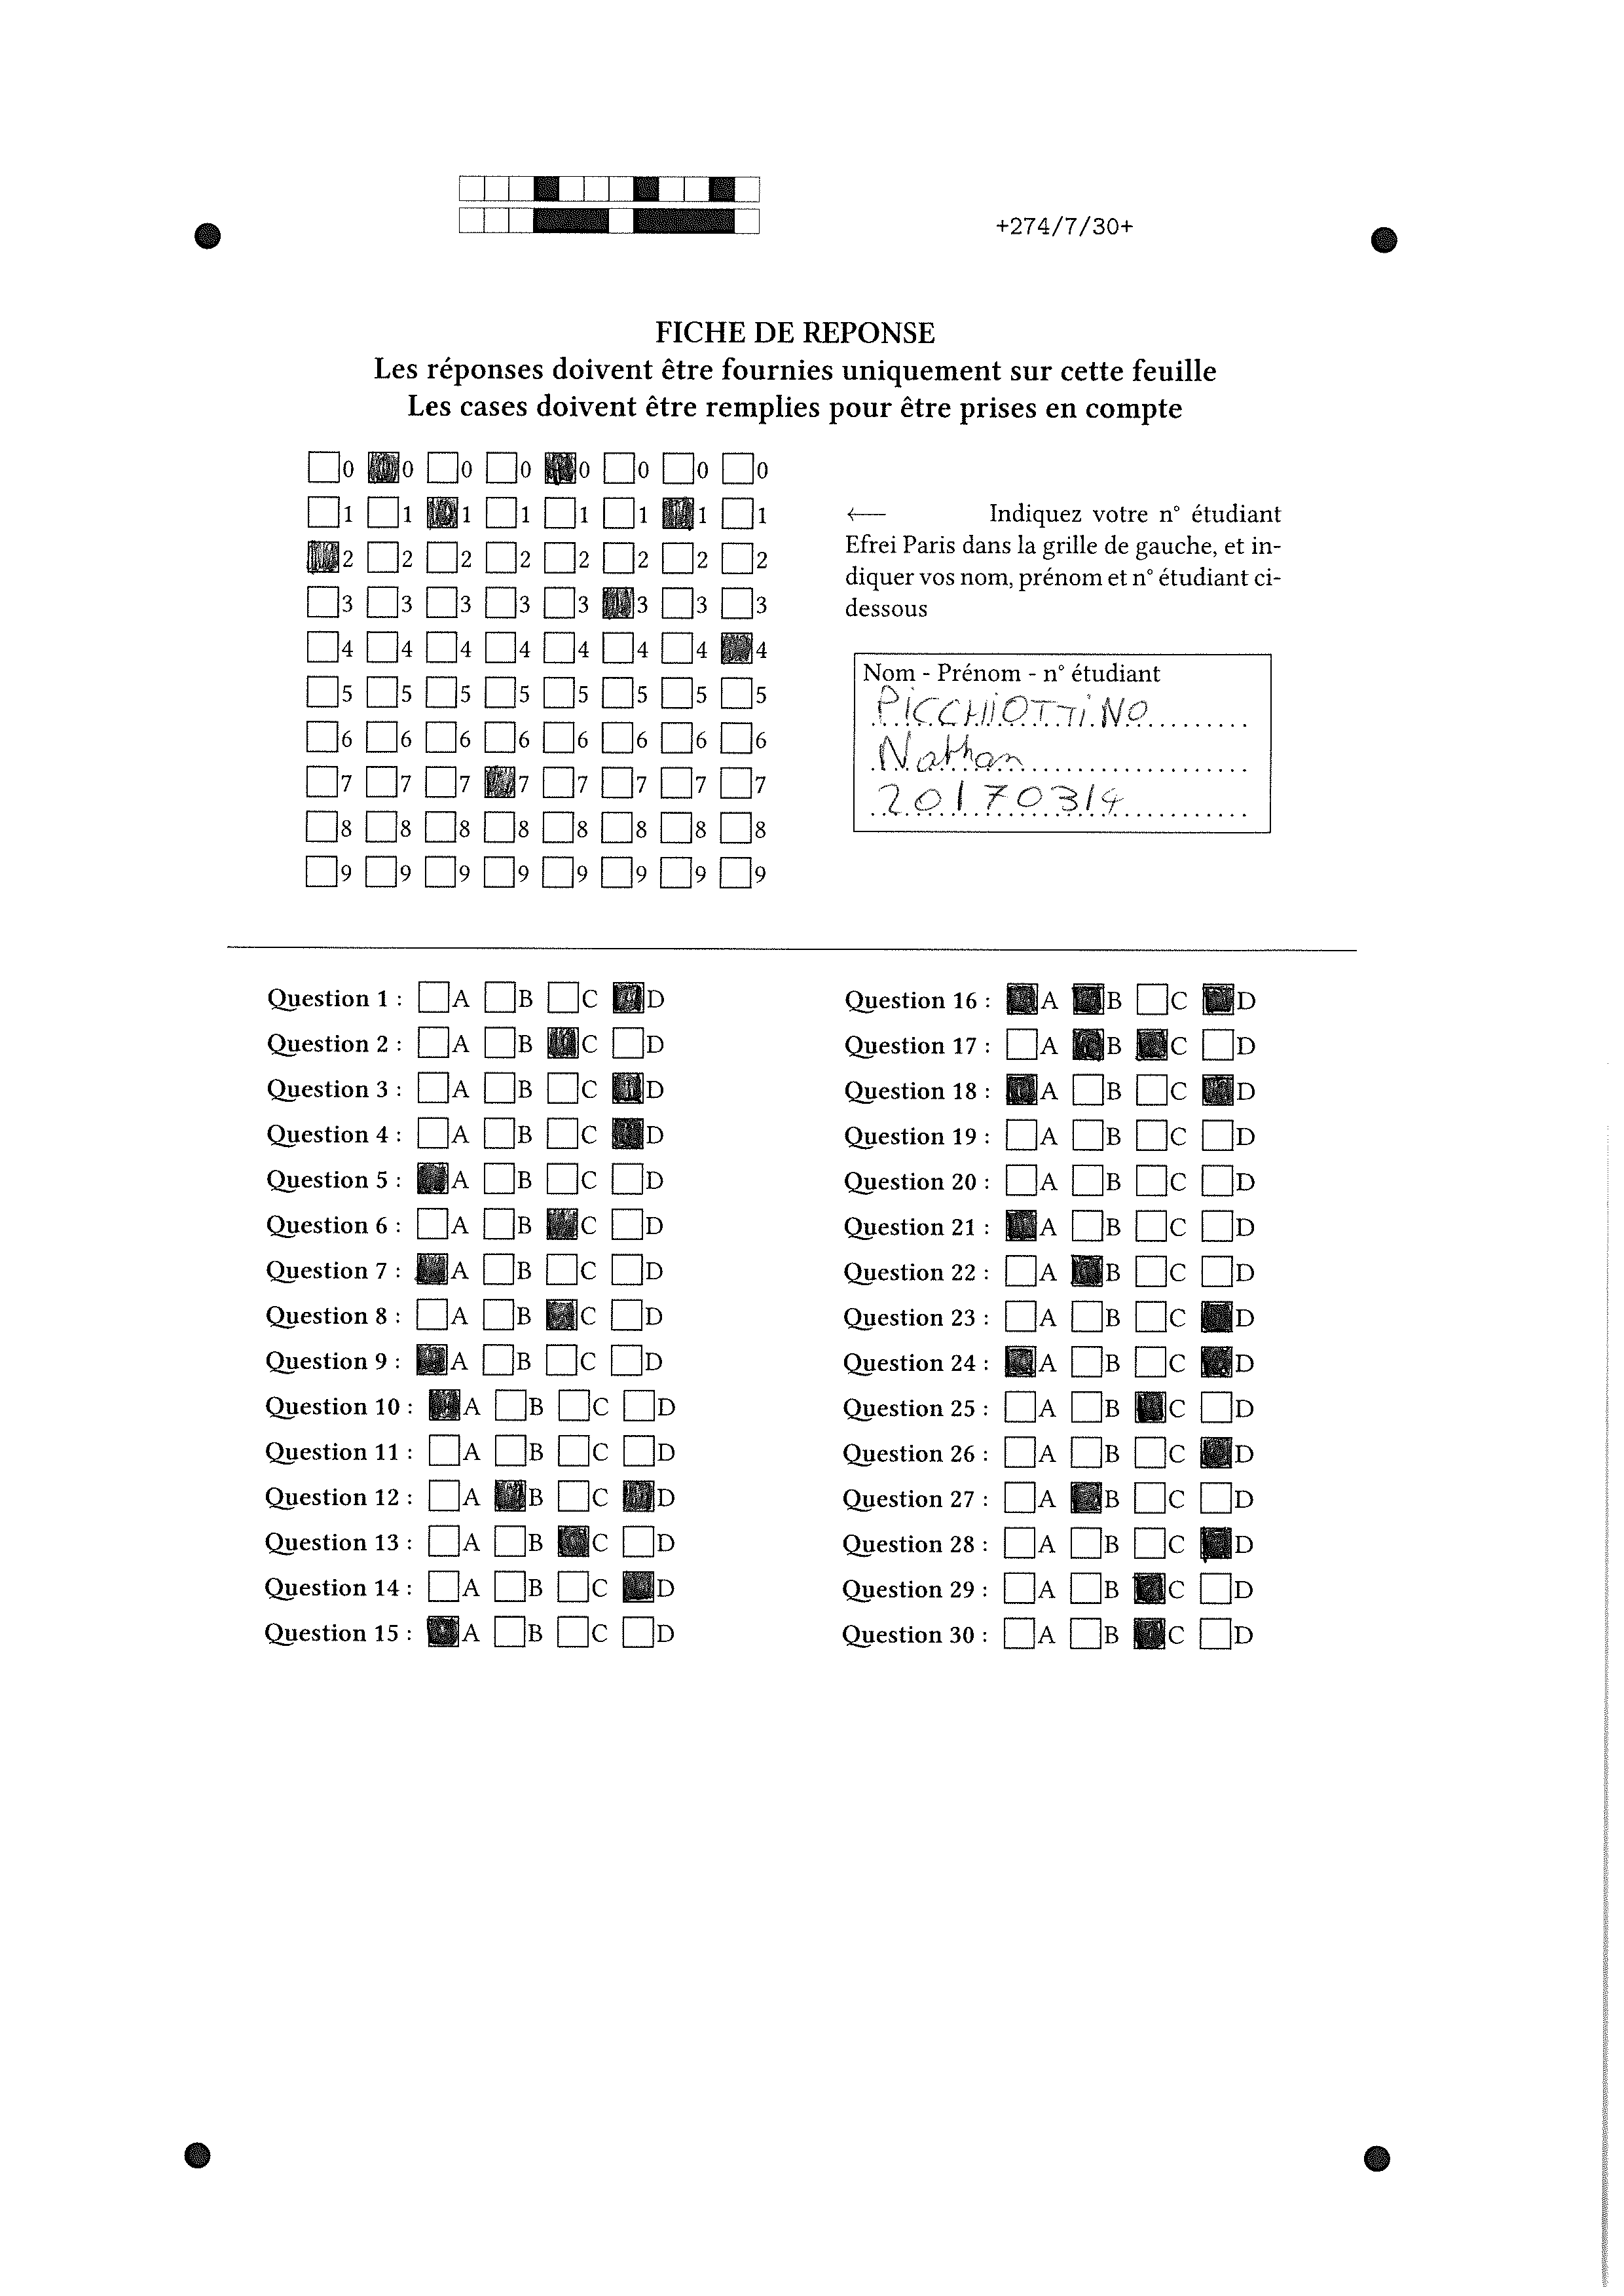 +274/7/30+
FICHE DE REPONSE
Les réponses doivent être fournies uniquement sur cette feuille
Les cases doivent être remplies pour être prises en compte
0 0 0 0 0 0 0 0
1 1 1 1 1 1 1 1
2 2 2 2 2 2 2 2
3 3 3 3 3 3 3 3
4 4 4 4 4 4 4 4
5 5 5 5 5 5 5 5
6 6 6 6 6 6 6 6
7 7 7 7 7 7 7 7
8 8 8 8 8 8 8 8
9 9 9 9 9 9 9 9
← Indiquez votre n° étudiant
Efrei Paris dans la grille de gauche, et in-
diquer vos nom, prénom et n° étudiant ci-
dessous
Nom - Prénom - n° étudiant
PICCHIOTTINO
Nathan
20170314
Question 1 : A B C D
Question 2 : A B C D
Question 3 : A B C D
Question 4 : A B C D
Question 5 : A B C D
Question 6 : A B C D
Question 7 : A B C D
Question 8 : A B C D
Question 9 : A B C D
Question 10 : A B C D
Question 11 : A B C D
Question 12 : A B C D
Question 13 : A B C D
Question 14 : A B C D
Question 15 : A B C D
Question 16 : A B C D
Question 17 : A B C D
Question 18 : A B C D
Question 19 : A B C D
Question 20 : A B C D
Question 21 : A B C D
Question 22 : A B C D
Question 23 : A B C D
Question 24 : A B C D
Question 25 : A B C D
Question 26 : A B C D
Question 27 : A B C D
Question 28 : A B C D
Question 29 : A B C D
Question 30 : A B C D